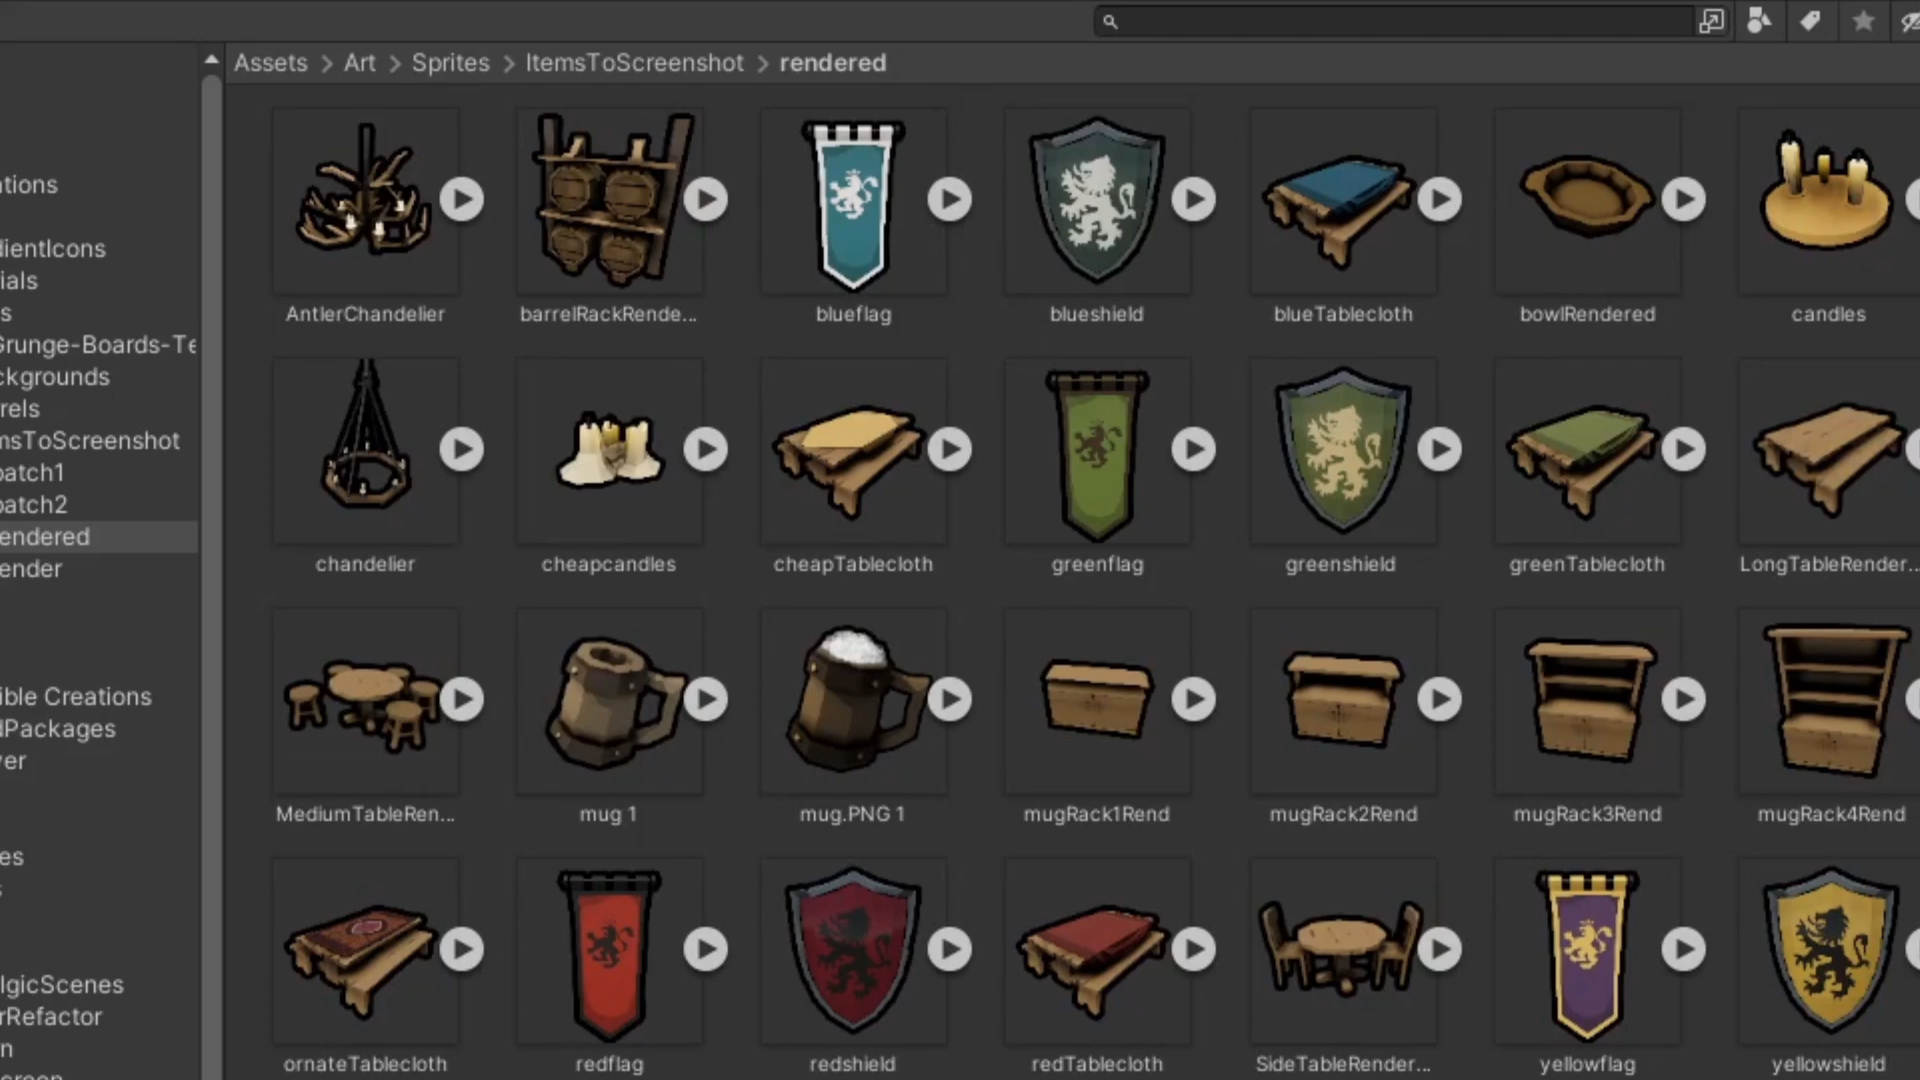 Assets > Art > Sprites > ItemsToScreenshot > rendered
ations
dientIcons
ials
s
Grunge-Boards-Te
ckgrounds
rels
msToScreenshot
batch1
batch2
endered
ender
ible Creations
dPackages
ver
es
s
lgicScenes
rRefactor
n
AntlerChandelier
barrelRackRende...
blueflag
blueshield
blueTablecloth
bowlRendered
candles
chandelier
cheapcandles
cheapTablecloth
greenflag
greenshield
greenTablecloth
LongTableRender...
MediumTableRen...
mug 1
mug.PNG 1
mugRack1Rend
mugRack2Rend
mugRack3Rend
mugRack4Rend
ornateTablecloth
redflag
redshield
redTablecloth
SideTableRender...
yellowflag
yellowshield